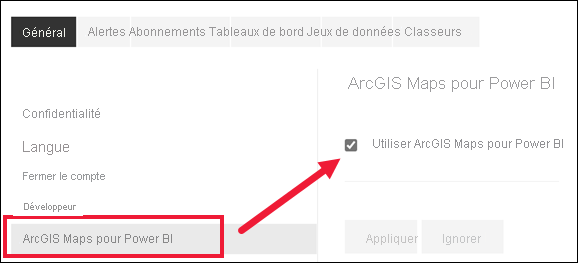 Général Alertes Abonnements Tableaux de bord Jeux de données Classeurs
ArcGIS Maps pour Power BI
Confidentialité
Utiliser ArcGIS Maps pour Power BI
Langue
Fermer le compte
Développeur
ArcGIS Maps pour Power BI
Appliquer Ignorer